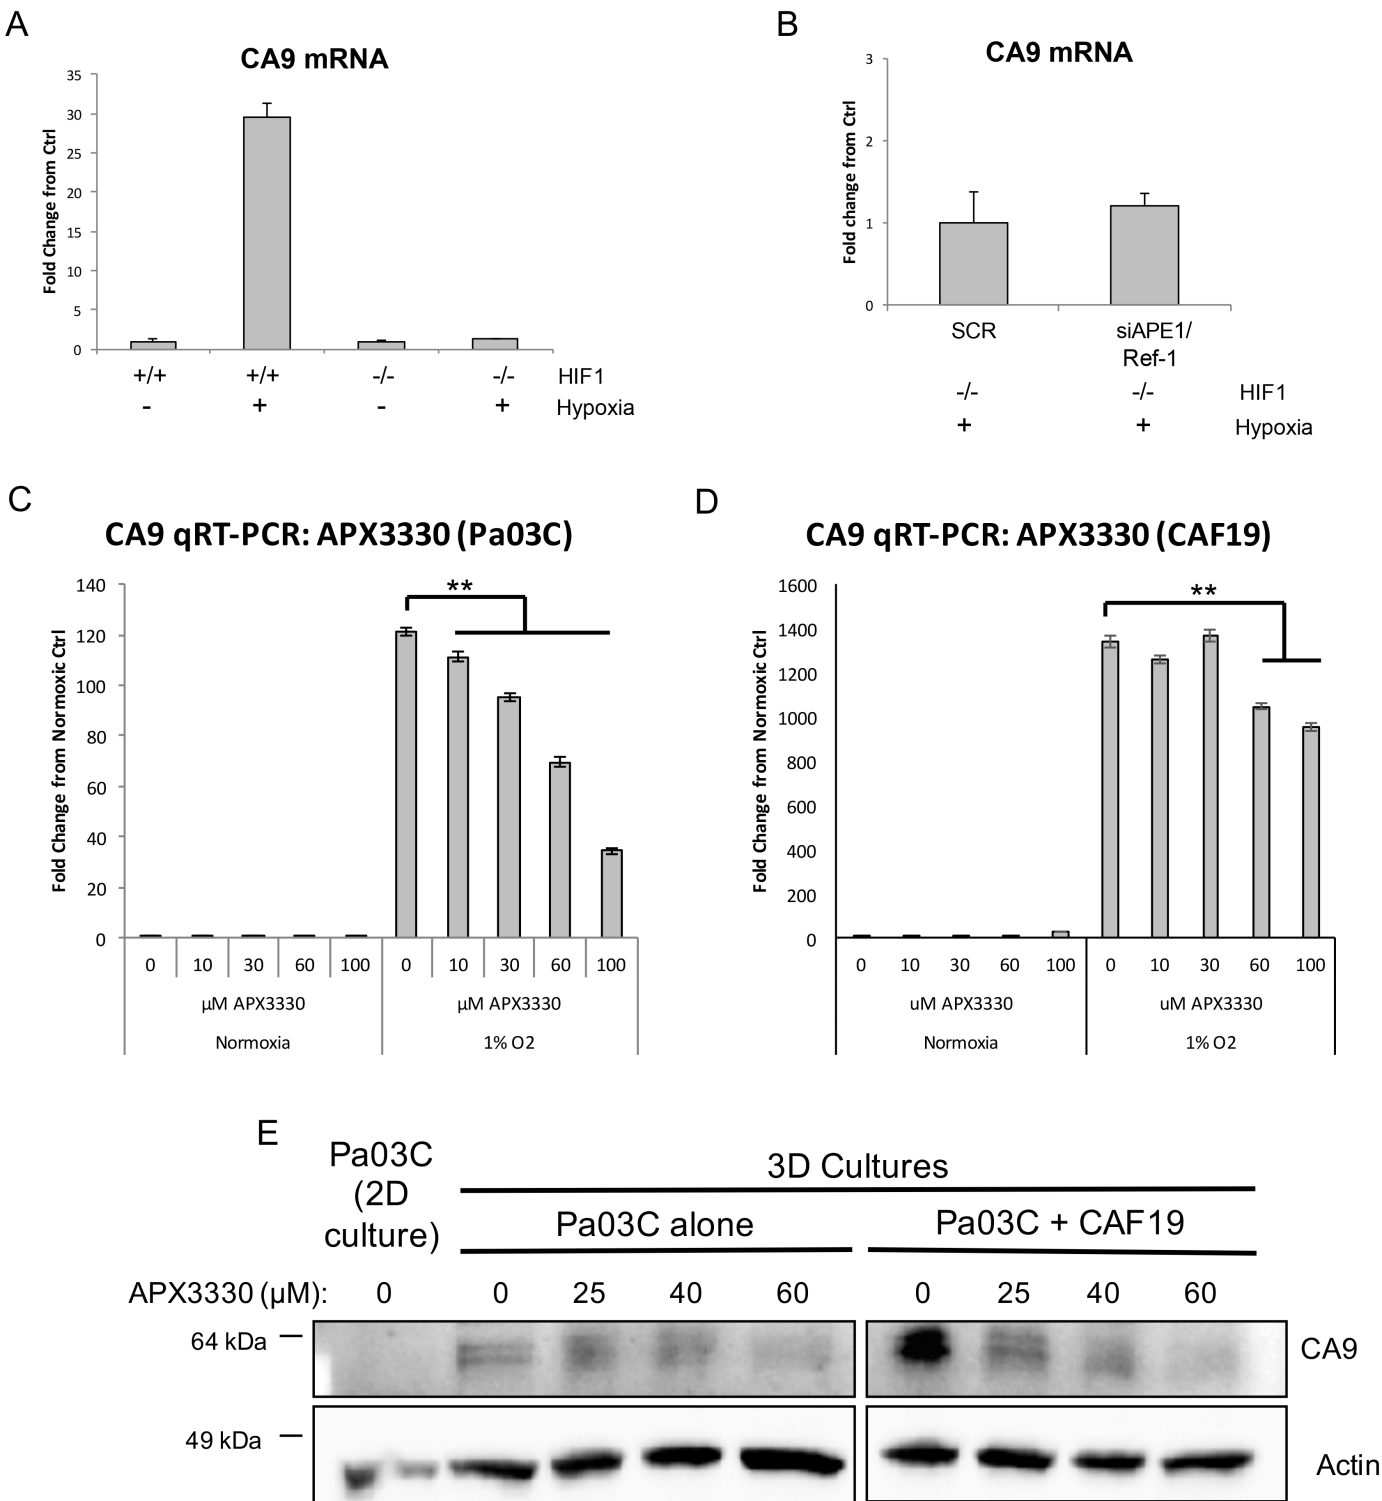 A
CA9 mRNA
Fold Change from Ctrl
35
30
25
20
15
10
5
0
+/+ +/+ -/- -/- HIF1
- + - + Hypoxia
B
CA9 mRNA
Fold change from Ctrl
3
2
1
0
SCR siAPE1/
Ref-1
-/- -/- HIF1
+ + Hypoxia
C
CA9 qRT-PCR: APX3330 (Pa03C)
Fold Change from Normoxic Ctrl
140
120
100
80
60
40
20
0
**
0 10 30 60 100 0 10 30 60 100
µM APX3330 µM APX3330
Normoxia 1% O2
D
CA9 qRT-PCR: APX3330 (CAF19)
Fold Change from Normoxic Ctrl
1600
1400
1200
1000
800
600
400
200
0
**
0 10 30 60 100 0 10 30 60 100
uM APX3330 uM APX3330
Normoxia 1% O2
E
Pa03C
(2D
culture)
3D Cultures
Pa03C alone Pa03C + CAF19
APX3330 (µM): 0 0 25 40 60 0 25 40 60
64 kDa CA9
49 kDa Actin